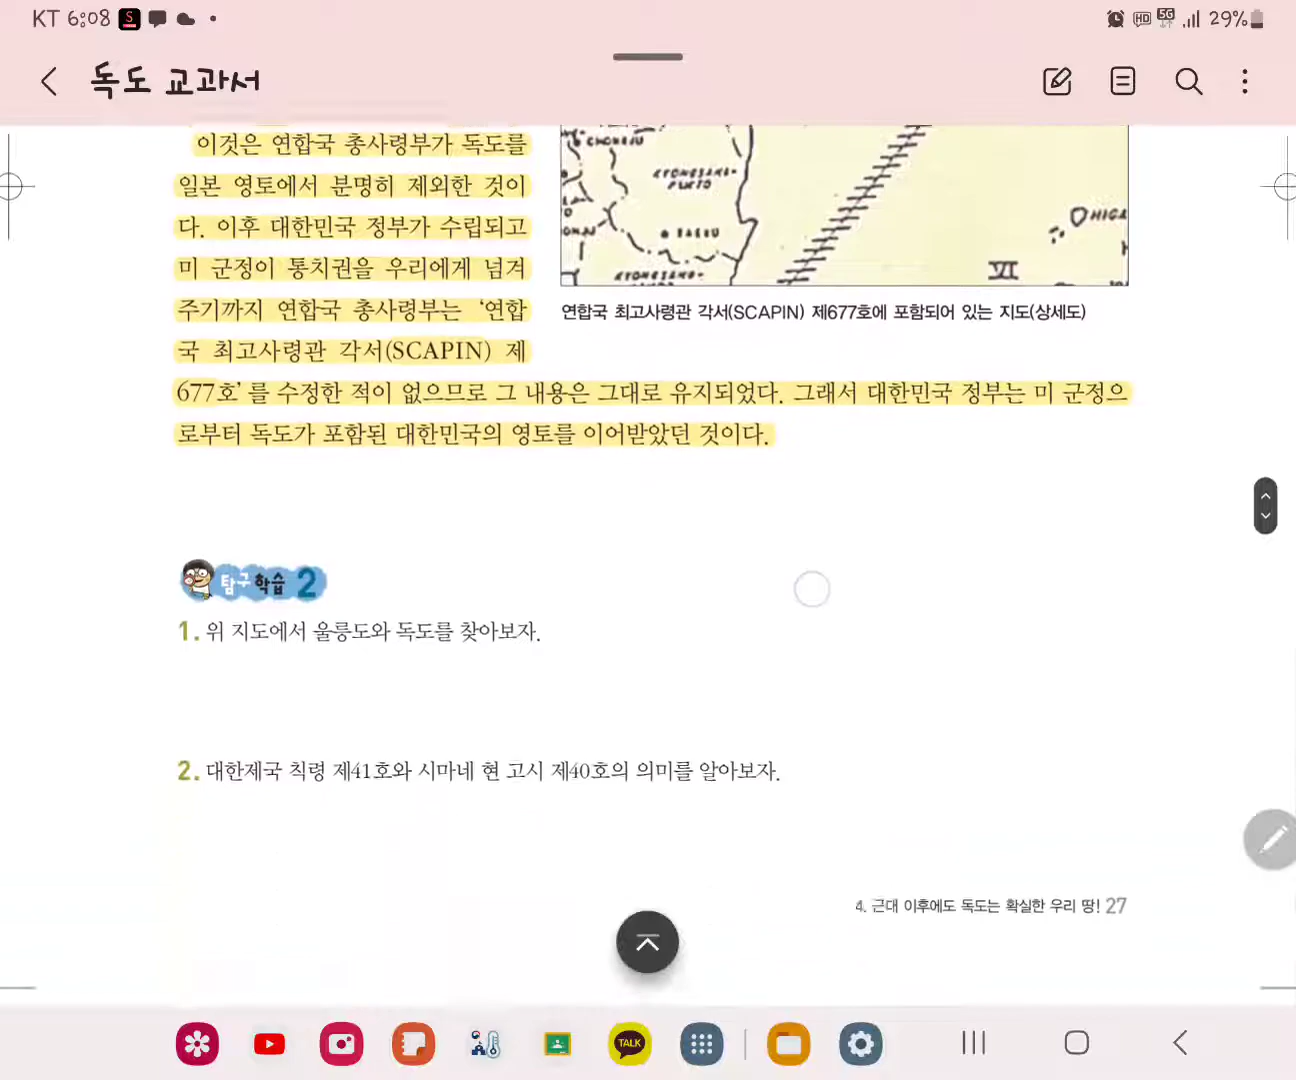 KT 6:08
HD 5G 29%
독도 교과서
이것은 연합국 총사령부가 독도를
일본 영토에서 분명히 제외한 것이
다. 이후 대한민국 정부가 수립되고
미 군정이 통치권을 우리에게 넘겨
주기까지 연합국 총사령부는 ‘연합
국 최고사령관 각서(SCAPIN) 제
677호’ 를 수정한 적이 없으므로 그 내용은 그대로 유지되었다. 그래서 대한민국 정부는 미 군정으
로부터 독도가 포함된 대한민국의 영토를 이어받았던 것이다.
VI
연합국 최고사령관 각서(SCAPIN) 제677호에 포함되어 있는 지도(상세도)
탐구학습 2
1. 위 지도에서 울릉도와 독도를 찾아보자.
2. 대한제국 칙령 제41호와 시마네 현 고시 제40호의 의미를 알아보자.
4. 근대 이후에도 독도는 확실한 우리 땅! 27
TALK